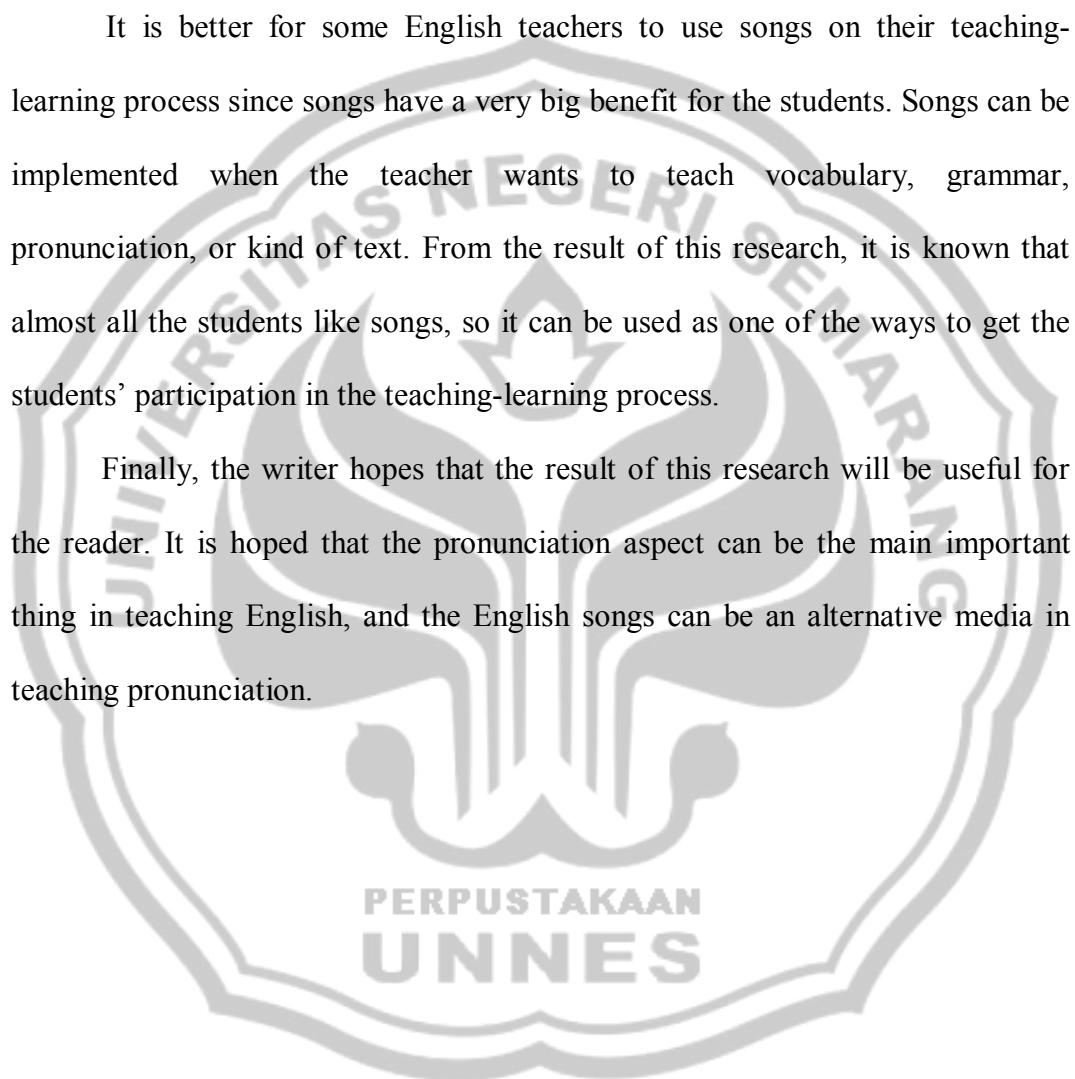 It is better for some English teachers to use songs on their teaching-
learning process since songs have a very big benefit for the students. Songs can be
implemented when the teacher wants to teach vocabulary, grammar,
pronunciation, or kind of text. From the result of this research, it is known that
almost all the students like songs, so it can be used as one of the ways to get the
students’ participation in the teaching-learning process.
Finally, the writer hopes that the result of this research will be useful for
the reader. It is hoped that the pronunciation aspect can be the main important
thing in teaching English, and the English songs can be an alternative media in
teaching pronunciation.
UNIVERSITAS NEGERI SEMARANG
PERPUSTAKAAN
UNNES